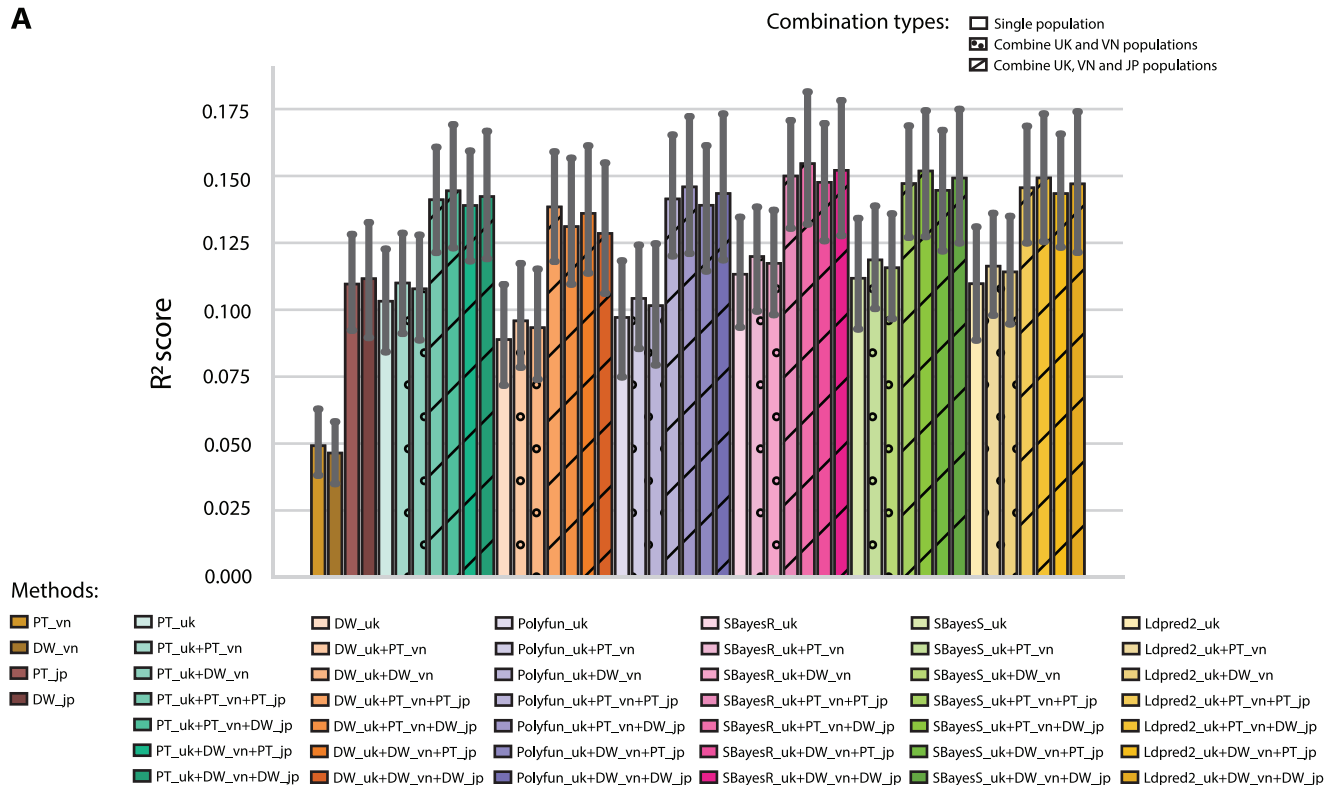 A
Combination types:
Single population
Combine UK and VN populations
Combine UK, VN and JP populations
R² score
0.175
0.150
0.125
0.100
0.075
0.050
0.025
0.000
Methods:
PT_vn
DW_vn
PT_jp
DW_jp
PT_uk
PT_uk+PT_vn
PT_uk+DW_vn
PT_uk+PT_vn+PT_jp
PT_uk+PT_vn+DW_jp
PT_uk+DW_vn+PT_jp
PT_uk+DW_vn+DW_jp
DW_uk
DW_uk+PT_vn
DW_uk+DW_vn
DW_uk+PT_vn+PT_jp
DW_uk+PT_vn+DW_jp
DW_uk+DW_vn+PT_jp
DW_uk+DW_vn+DW_jp
Polyfun_uk
Polyfun_uk+PT_vn
Polyfun_uk+DW_vn
Polyfun_uk+PT_vn+PT_jp
Polyfun_uk+PT_vn+DW_jp
Polyfun_uk+DW_vn+PT_jp
Polyfun_uk+DW_vn+DW_jp
SBayesR_uk
SBayesR_uk+PT_vn
SBayesR_uk+DW_vn
SBayesR_uk+PT_vn+PT_jp
SBayesR_uk+PT_vn+DW_jp
SBayesR_uk+DW_vn+PT_jp
SBayesR_uk+DW_vn+DW_jp
SBayesS_uk
SBayesS_uk+PT_vn
SBayesS_uk+DW_vn
SBayesS_uk+PT_vn+PT_jp
SBayesS_uk+PT_vn+DW_jp
SBayesS_uk+DW_vn+PT_jp
SBayesS_uk+DW_vn+DW_jp
Ldpred2_uk
Ldpred2_uk+PT_vn
Ldpred2_uk+DW_vn
Ldpred2_uk+PT_vn+PT_jp
Ldpred2_uk+PT_vn+DW_jp
Ldpred2_uk+DW_vn+PT_jp
Ldpred2_uk+DW_vn+DW_jp